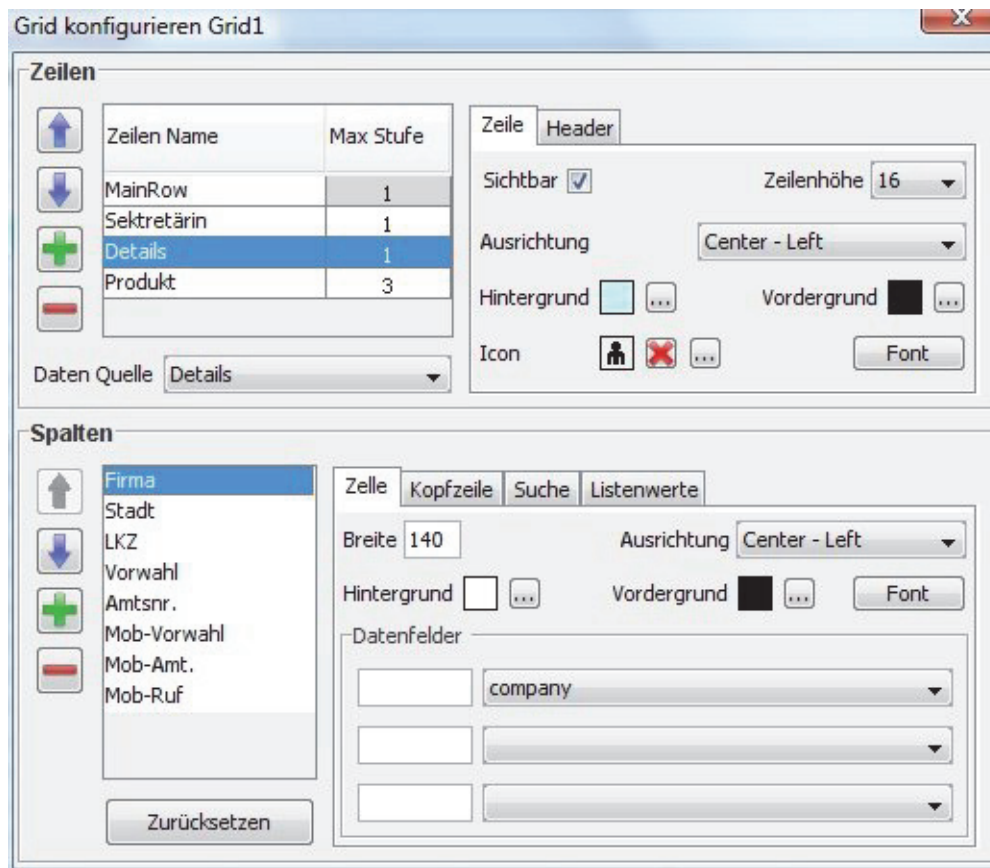 Grid konfigurieren Grid1
Zeilen
Zeilen Name Max Stufe
MainRow 1
Sektretärin 1
Details 1
Produkt 3
Daten Quelle Details
Zeile Header
Sichtbar Zeilenhöhe 16
Ausrichtung Center - Left
Hintergrund ... Vordergrund ...
Icon ... Font
Spalten
Firma
Stadt
LKZ
Vorwahl
Amtsnr.
Mob-Vorwahl
Mob-Amt.
Mob-Ruf
Zurücksetzen
Zelle Kopfzeile Suche Listenwerte
Breite 140 Ausrichtung Center - Left
Hintergrund ... Vordergrund ... Font
Datenfelder
company